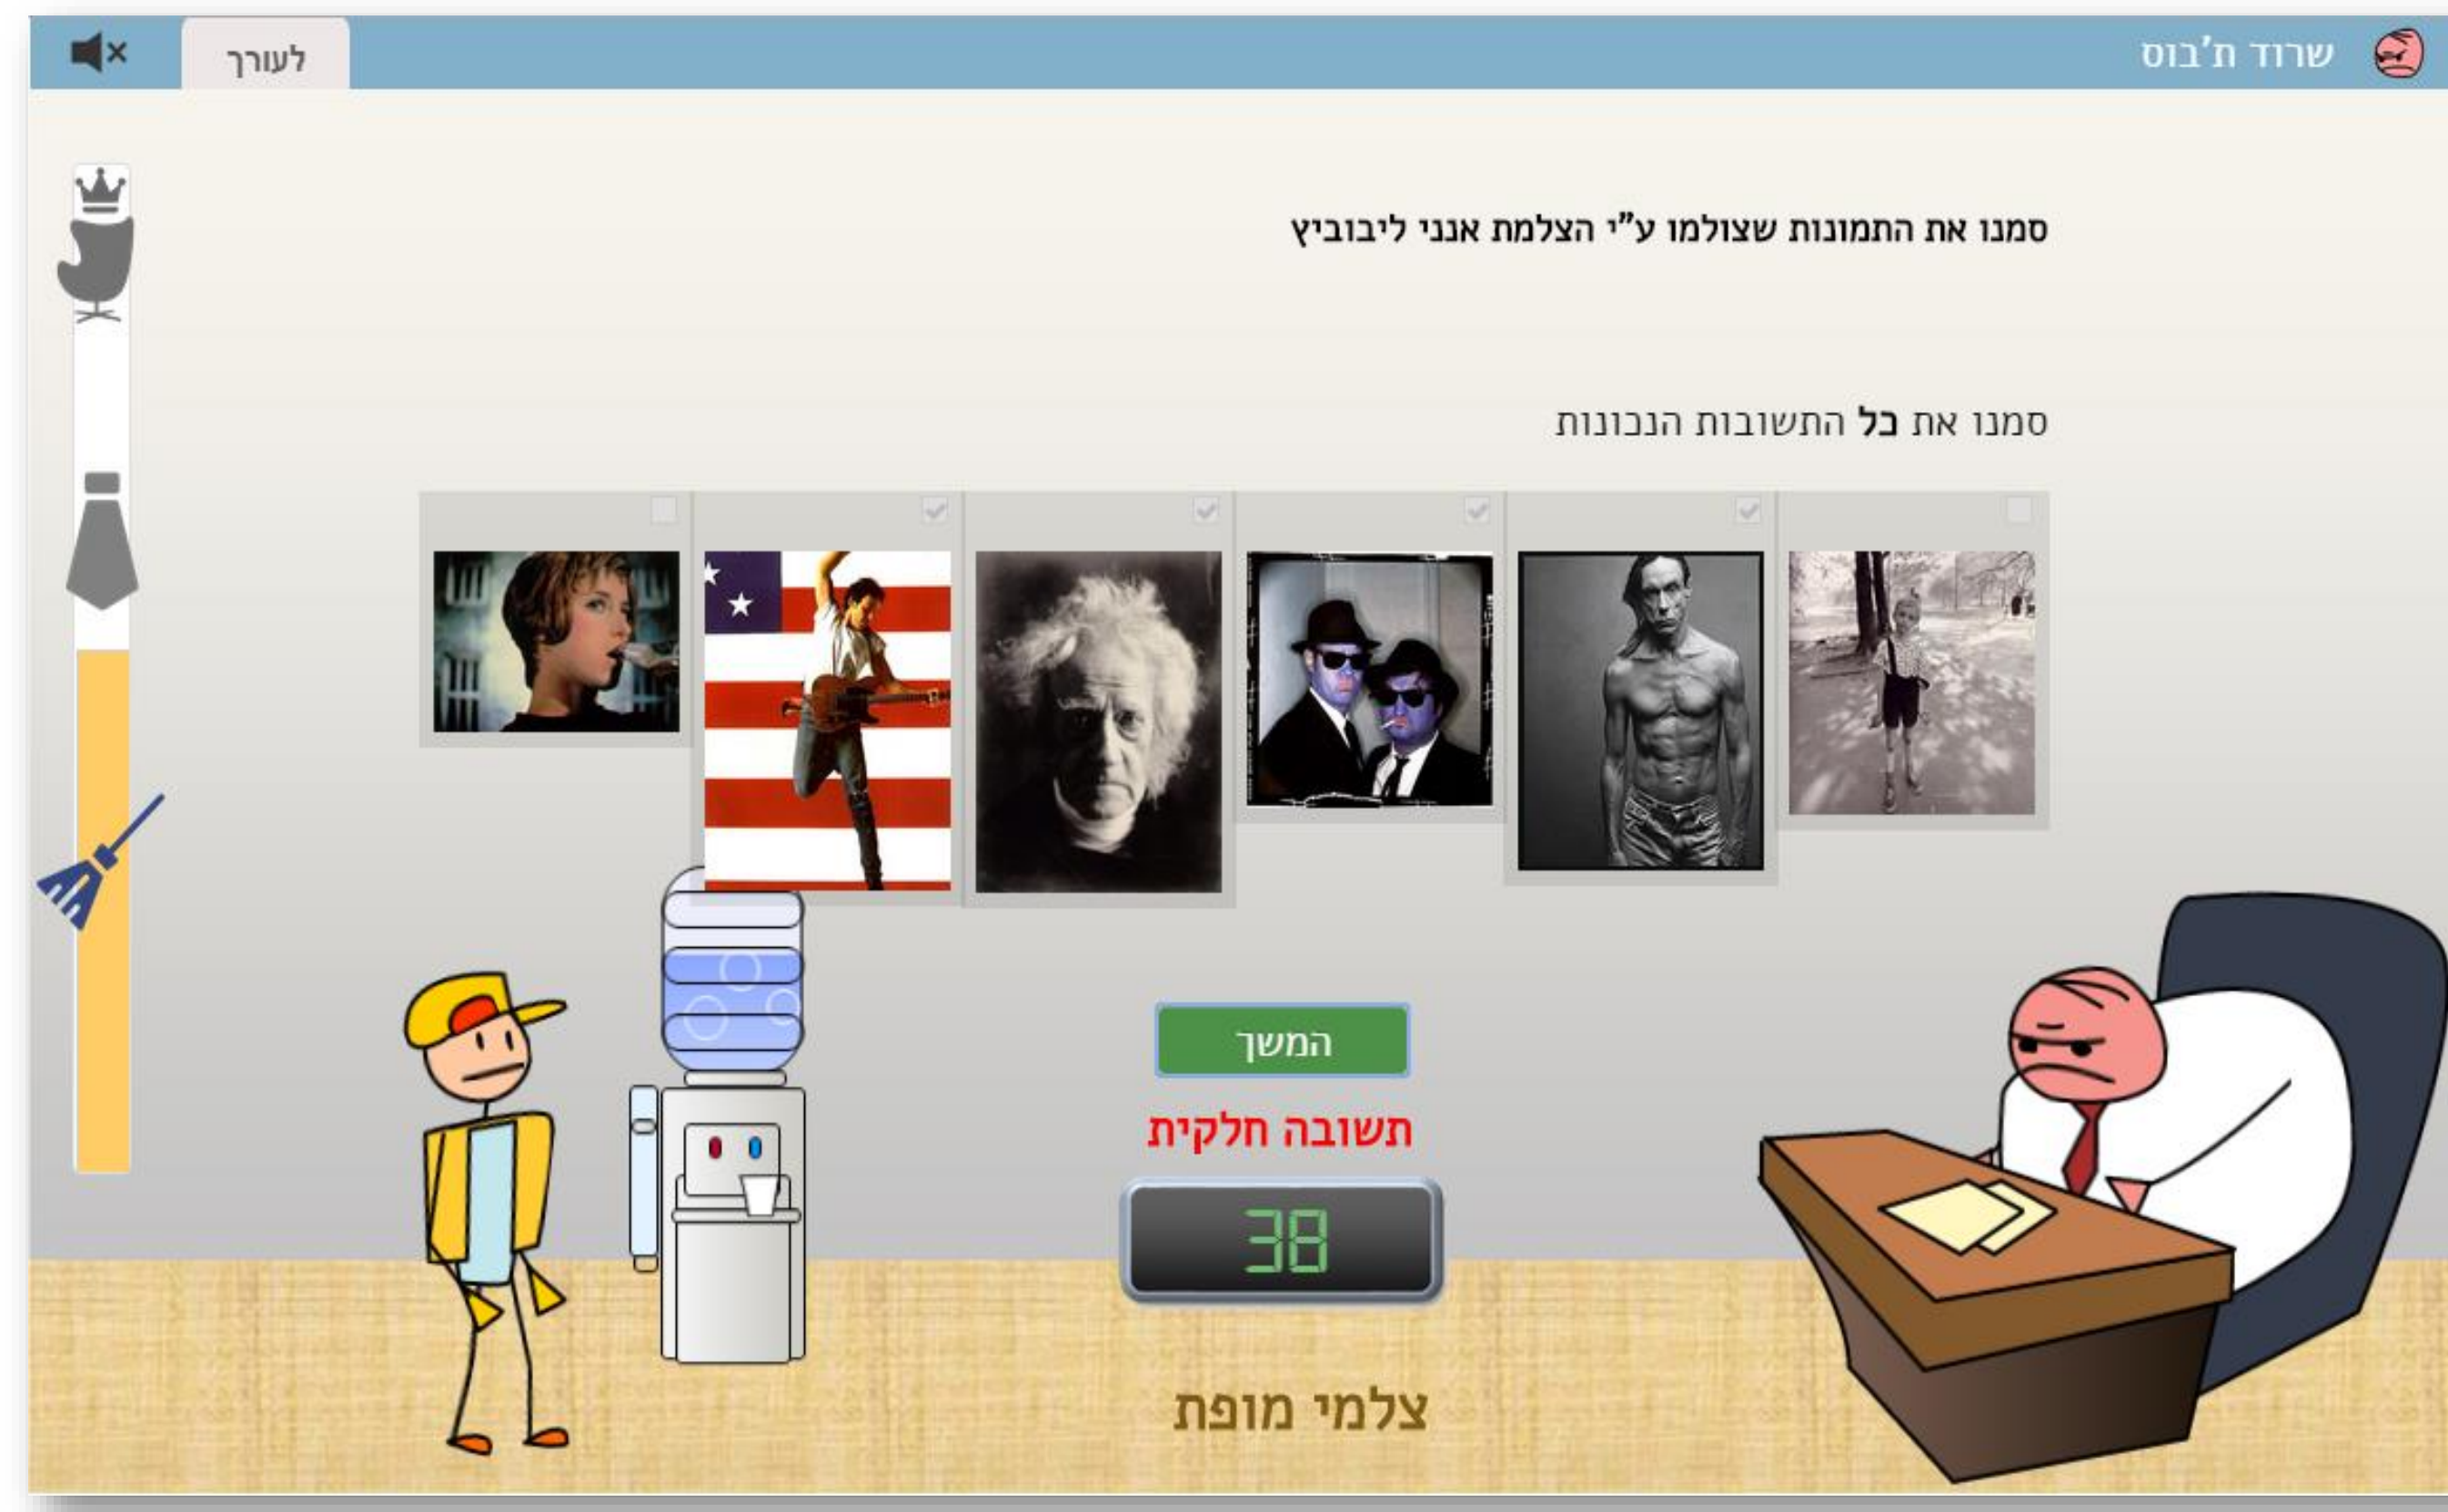 שרוד ת'בוס
לעורך
סמנו את התמונות שצולמו ע"י הצלמת אנני ליבוביץ
סמנו את כל התשובות הנכונות
המשך
תשובה חלקית
38
צלמי מופת